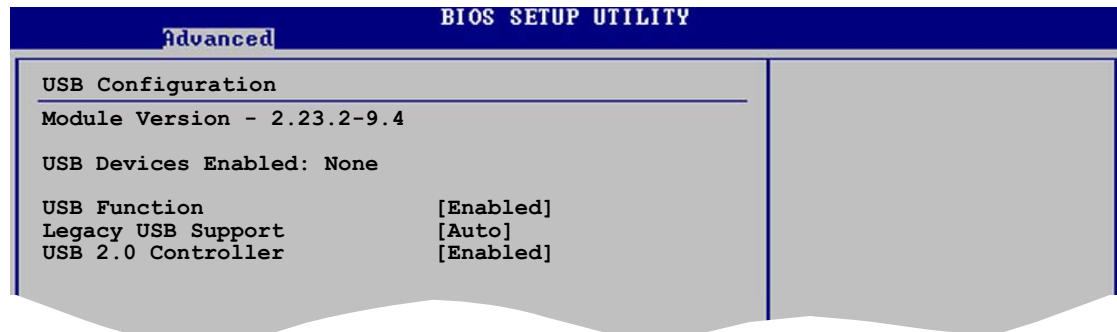 BIOS SETUP UTILITY
Advanced
USB Configuration
Module Version - 2.23.2-9.4
USB Devices Enabled: None
USB Function [Enabled]
Legacy USB Support [Auto]
USB 2.0 Controller [Enabled]